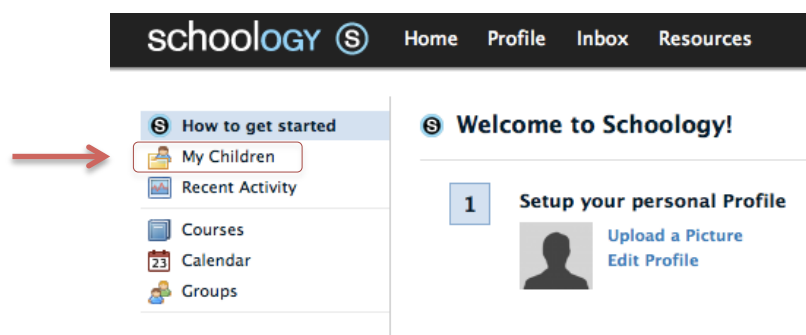 schoology S Home Profile Inbox Resources
S How to get started
My Children
Recent Activity
23 Courses
Calendar
Groups
S Welcome to Schoology!
1 Setup your personal Profile
Upload a Picture
Edit Profile